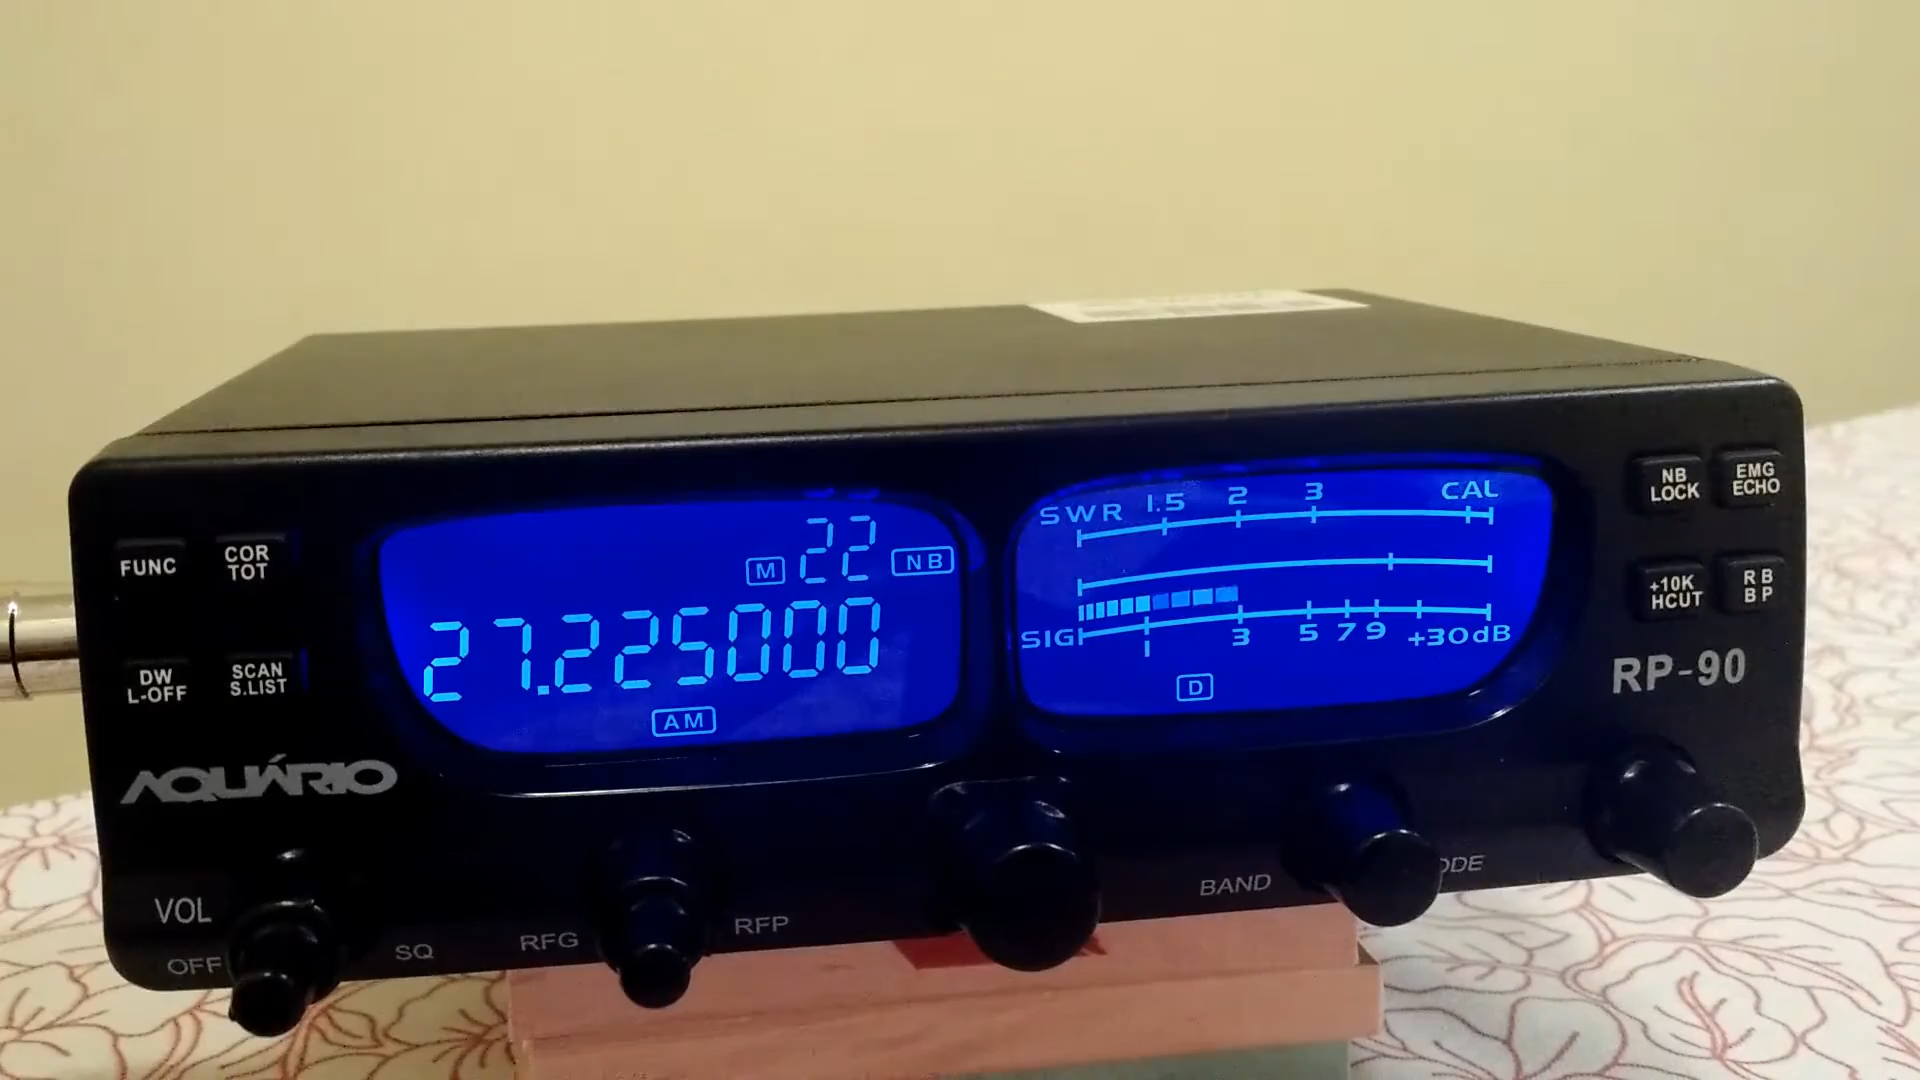 FUNC
COR
TOT
DW
L-OFF
SCAN
S.LIST
AQUÁRIO
M 22 NB
27.225000
AM
SWR 1.5 2 3 CAL
SIG 1 3 5 7 9 +30dB
D
NB
LOCK
EMG
ECHO
+10K
HCUT
RB
BP
RP-90
VOL
OFF
SQ
RFG
RFP
BAND